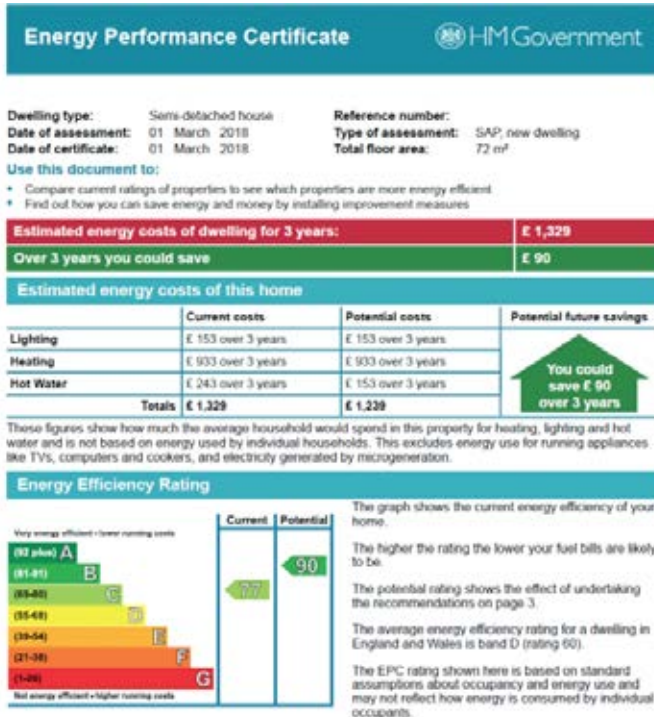 Energy Performance Certificate
HM Government
Dwelling type: Semi-detached house
Reference number:
Date of assessment: 01 March 2018
Type of assessment: SAP, new dwelling
Date of certificate: 01 March 2018
Total floor area: 72 m²
Use this document to:
• Compare current ratings of properties to see which properties are more energy efficient
• Find out how you can save energy and money by installing improvement measures
Estimated energy costs of dwelling for 3 years: £ 1,329
Over 3 years you could save £ 90
Estimated energy costs of this home
Current costs Potential costs Potential future savings
Lighting £ 153 over 3 years £ 153 over 3 years
Heating £ 933 over 3 years £ 933 over 3 years
Hot Water £ 243 over 3 years £ 153 over 3 years
Totals £ 1,329 £ 1,239
You could
save £ 90
over 3 years
These figures show how much the average household would spend in this property for heating, lighting and hot
water and is not based on energy used by individual households. This excludes energy use for running appliances
like TVs, computers and cookers, and electricity generated by microgeneration.
Energy Efficiency Rating
Current Potential
Very energy efficient - lower running costs
(92 plus) A
(81-91) B
(69-80) C
(55-68) D
(39-54) E
(21-38) F
(1-20) G
Not energy efficient - higher running costs
77
90
The graph shows the current energy efficiency of your
home.
The higher the rating the lower your fuel bills are likely
to be.
The potential rating shows the effect of undertaking
the recommendations on page 3.
The average energy efficiency rating for a dwelling in
England and Wales is band D (rating 60).
The EPC rating shown here is based on standard
assumptions about occupancy and energy use and
may not reflect how energy is consumed by individual
occupants.